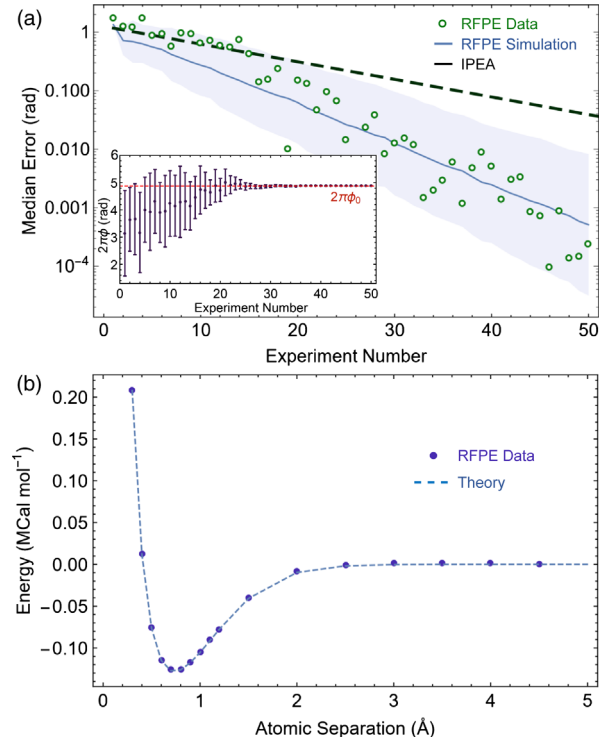 (a)
RFPE Data
RFPE Simulation
IPEA
Median Error (rad)
1
0.100
0.010
0.001
10⁻⁴
2πϕ (rad)
6
5
4
3
2
2πϕ₀
0 10 20 30 40 50
Experiment Number
0 10 20 30 40 50
Experiment Number
(b)
Energy (MCal mol⁻¹)
0.20
0.15
0.10
0.05
0.00
−0.05
−0.10
RFPE Data
Theory
0 1 2 3 4 5
Atomic Separation (Å)